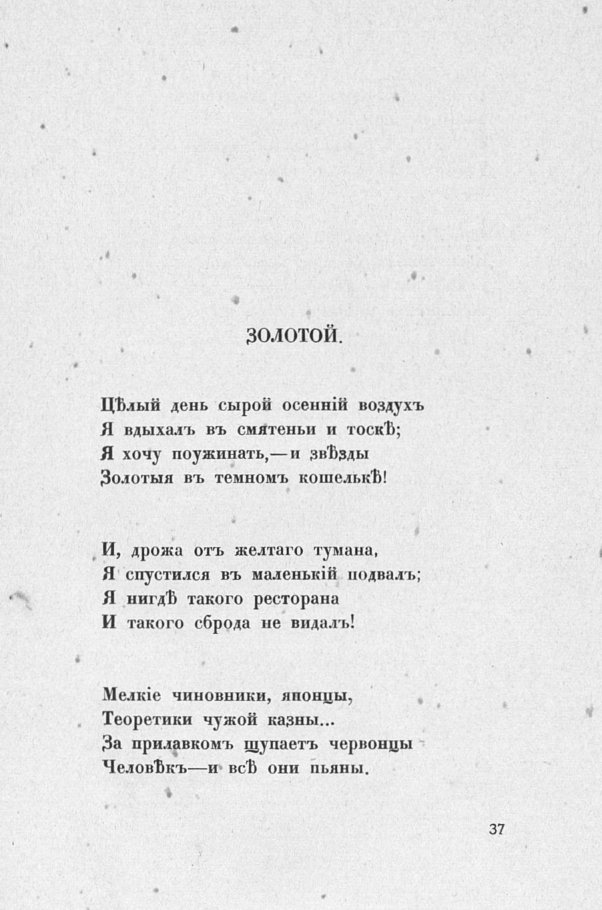 ЗОЛОТОЙ.
Цѣлый день сырой осенній воздухъ
Я вдыхалъ въ смятеньи и тоскѣ;
Я хочу поужинать,—и звѣзды
Золотыя въ темномъ кошелькѣ!
И, дрожа отъ желтаго тумана,
Я спустился въ маленькій подвалъ;
Я нигдѣ такого ресторана
И такого сброда не видалъ!
Мелкіе чиновники, японцы,
Теоретики чужой казны...
За прилавкомъ щупаетъ червонцы
Человѣкъ—и всѣ они пьяны.
37